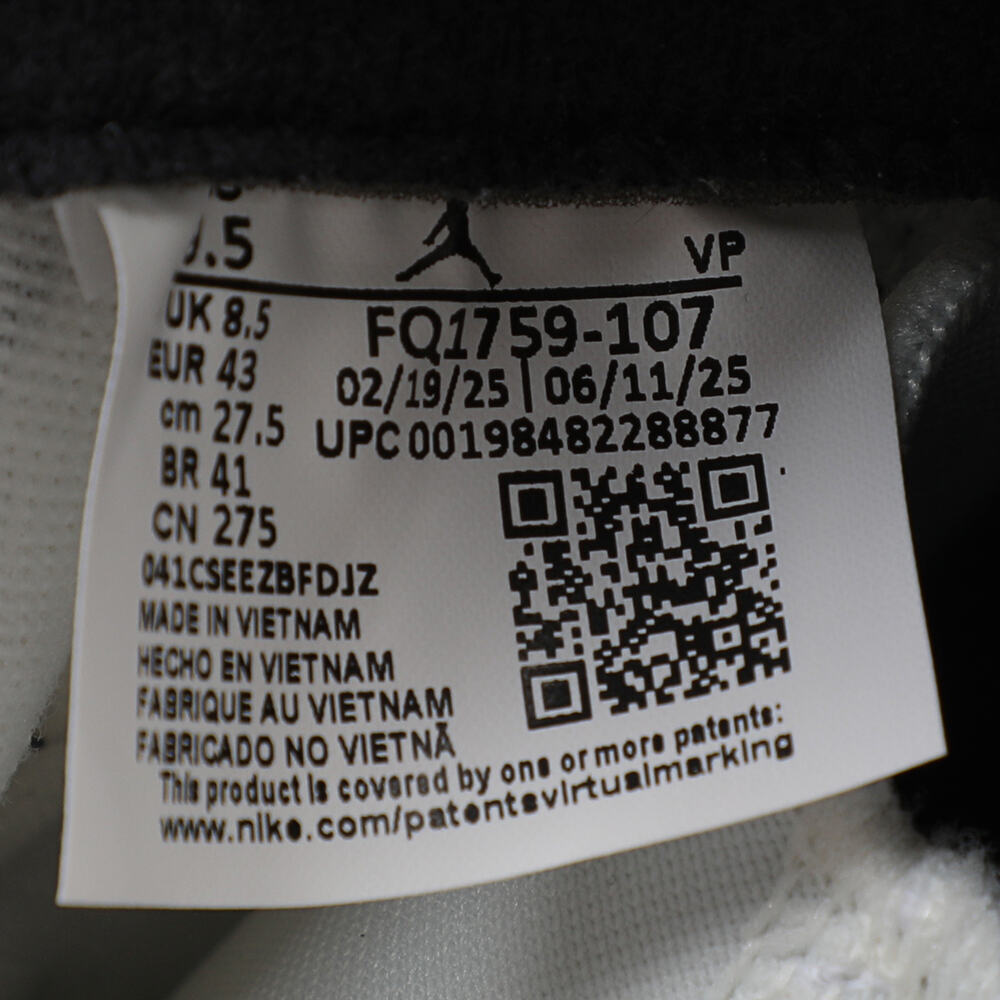 9.5
VP
UK 8.5
FQ1759-107
EUR 43
02/19/25 | 06/11/25
cm 27.5
UPC 00198482288877
BR 41
CN 275
041CSEEZBFDJZ
MADE IN VIETNAM
HECHO EN VIETNAM
FABRIQUE AU VIETNAM
FABRICADO NO VIETNÃ
This product is covered by one or more patents:
www.nike.com/patentsvirtualmarking